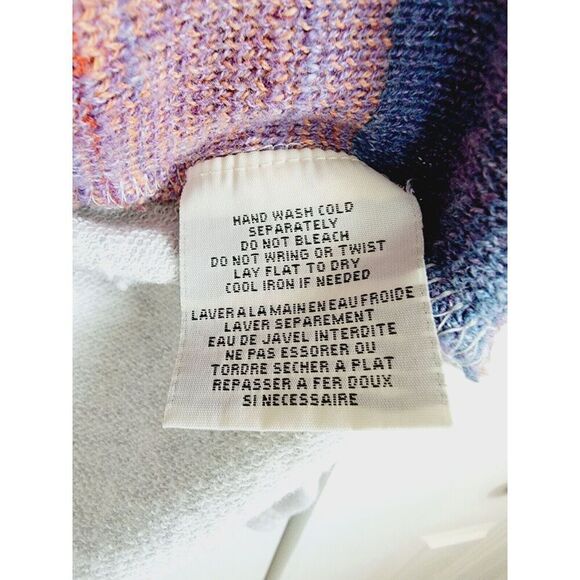 HAND WASH COLD
SEPARATELY
DO NOT BLEACH
DO NOT WRING OR TWIST
LAY FLAT TO DRY
COOL IRON IF NEEDED
LAVER A LA MAIN EN EAU FROIDE
LAVER SEPAREMENT
EAU DE JAVEL INTERDITE
NE PAS ESSORER OU
TORDRE SECHER A PLAT
REPASSER A FER DOUX
SI NECESSAIRE